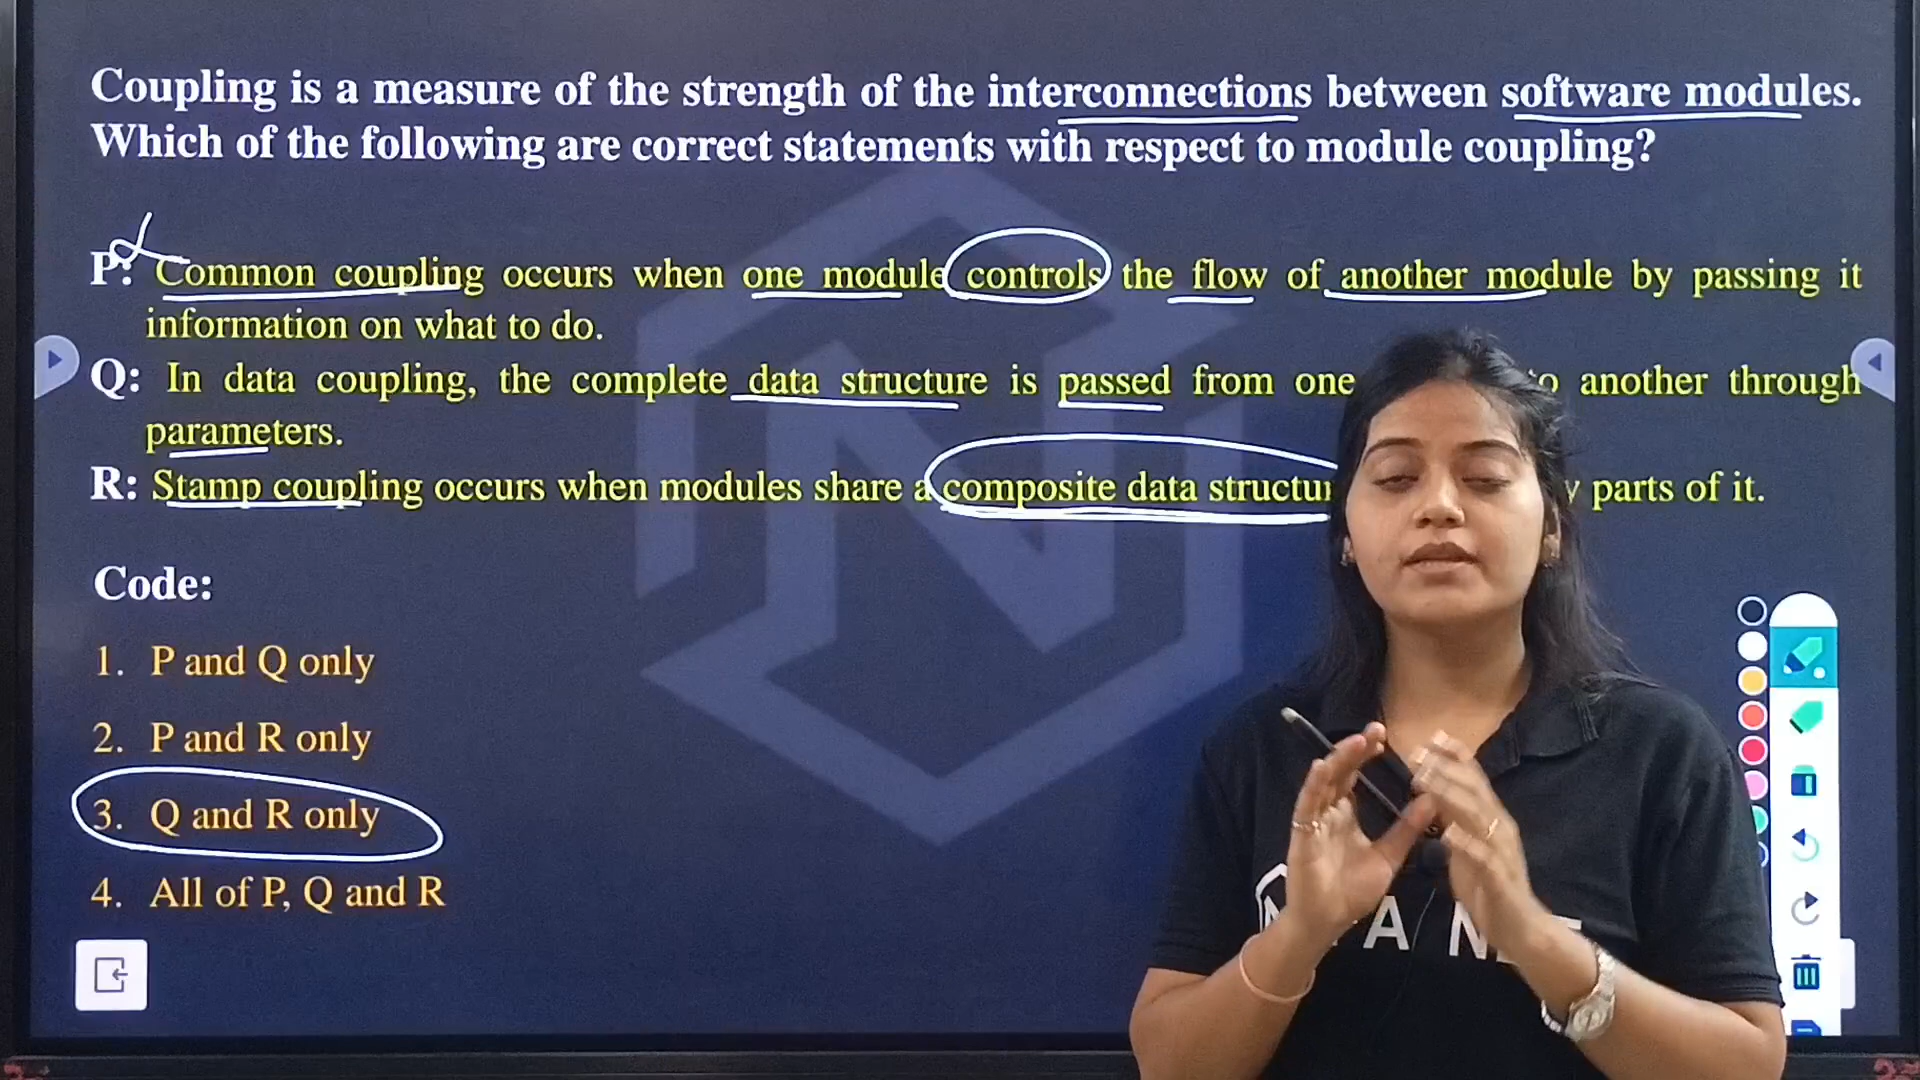 Coupling is a measure of the strength of the interconnections between software modules.
Which of the following are correct statements with respect to module coupling?
P: Common coupling occurs when one module controls the flow of another module by passing it
information on what to do.
Q: In data coupling, the complete data structure is passed from one another through
parameters.
R: Stamp coupling occurs when modules share a composite data parts of it.
Code:
1. P and Q only
2. P and R only
3. Q and R only
4. All of P, Q and R